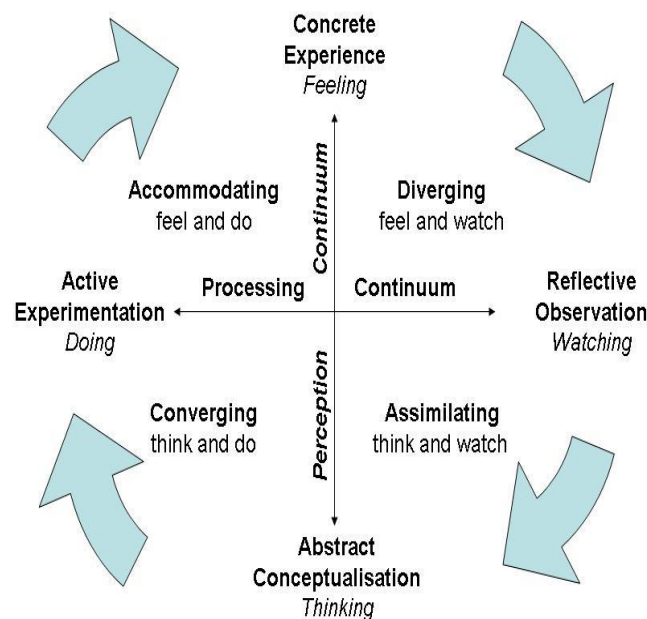 Concrete
Experience
Feeling
Continuum
Accommodating
feel and do
Diverging
feel and watch
Active
Experimentation
Doing
Processing
Continuum
Reflective
Observation
Watching
Perception
Converging
think and do
Assimilating
think and watch
Abstract
Conceptualisation
Thinking